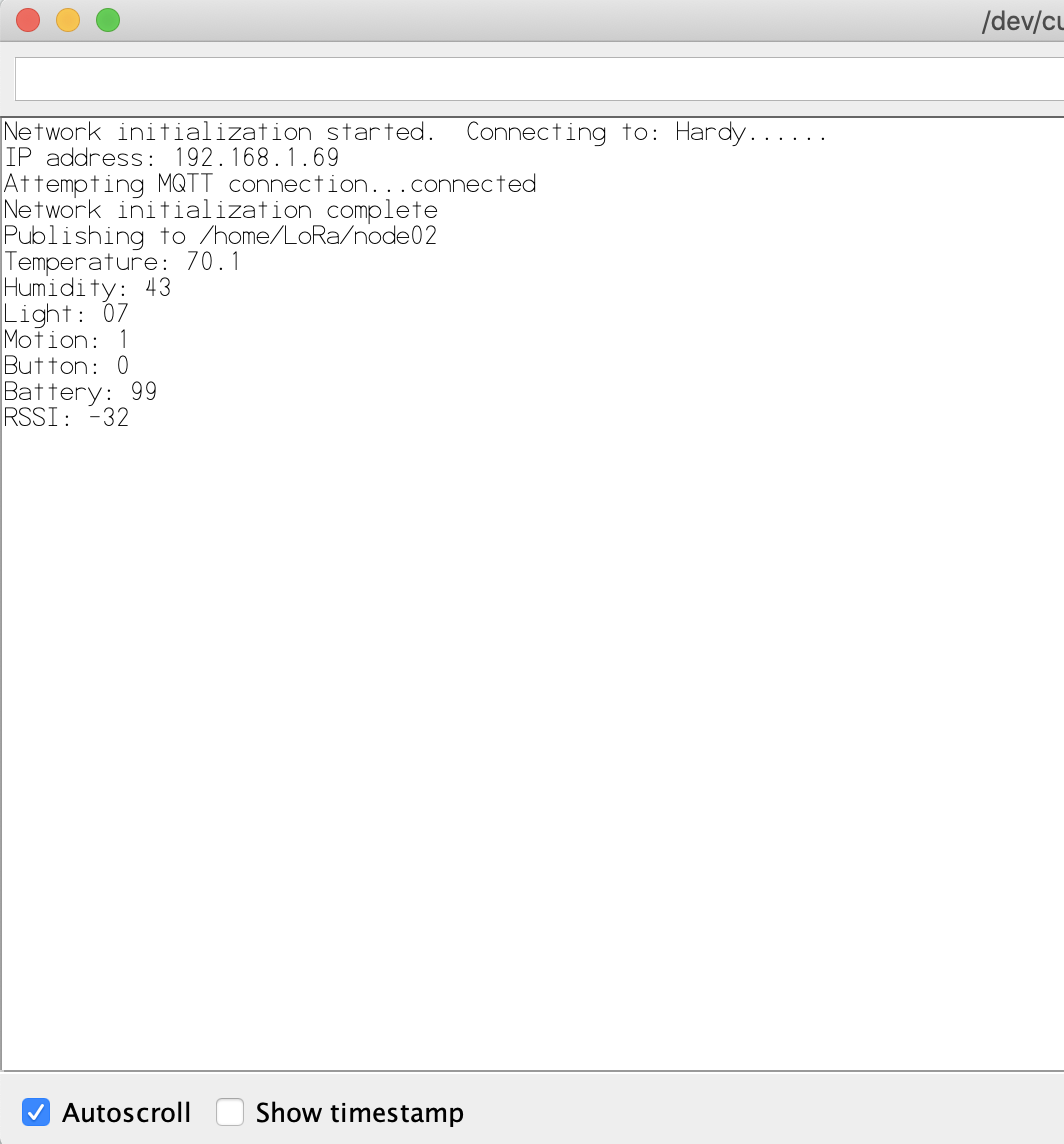 /dev/cu
Network initialization started.  Connecting to: Hardy......
IP address: 192.168.1.69
Attempting MQTT connection...connected
Network initialization complete
Publishing to /home/LoRa/node02
Temperature: 70.1
Humidity: 43
Light: 07
Motion: 1
Button: 0
Battery: 99
RSSI: -32
Autoscroll Show timestamp